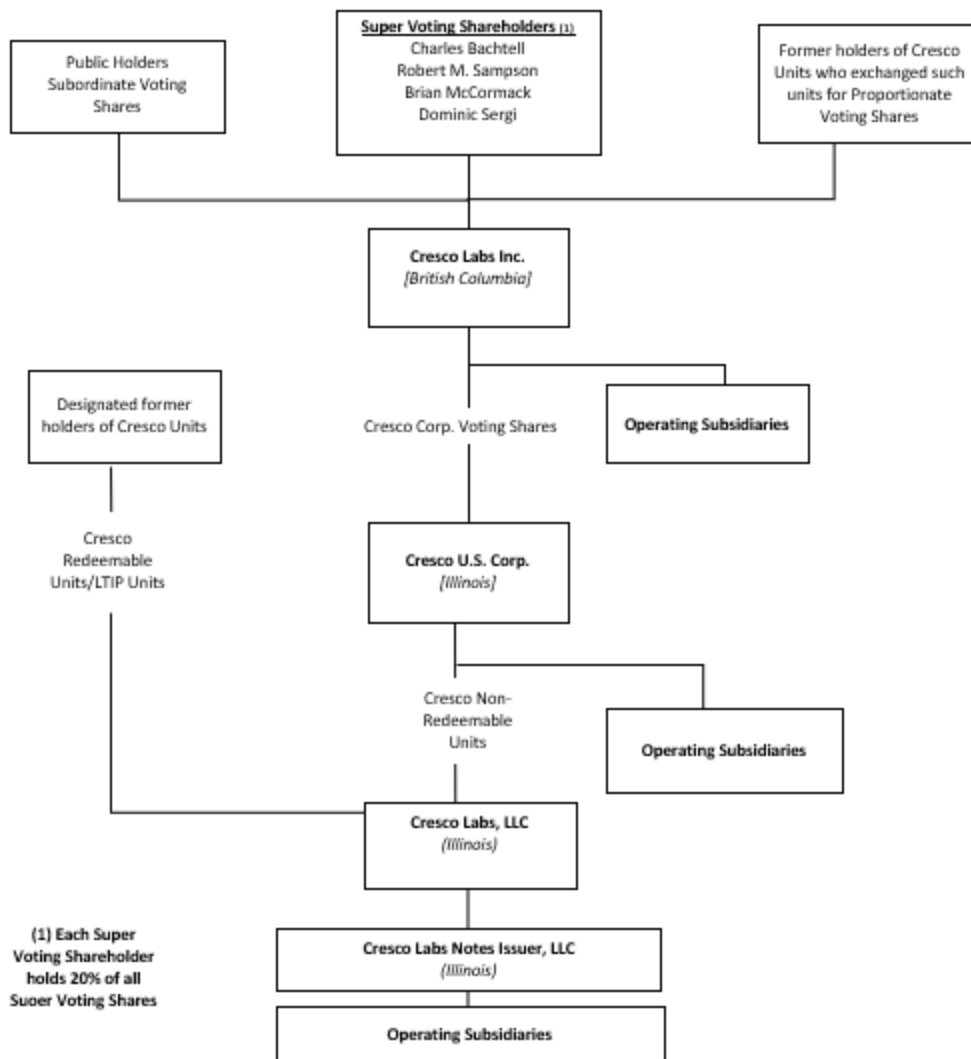 Super Voting Shareholders (1)
Charles Bachtell
Robert M. Sampson
Brian McCormack
Dominic Sergi
Public Holders
Subordinate Voting
Shares
Former holders of Cresco
Units who exchanged such
units for Proportionate
Voting Shares
Cresco Labs Inc.
[British Columbia]
Designated former
holders of Cresco Units
Cresco Corp. Voting Shares
Operating Subsidiaries
Cresco
Redeemable
Units/LTIP Units
Cresco U.S. Corp.
[Illinois]
Cresco Non-
Redeemable
Units
Operating Subsidiaries
Cresco Labs, LLC
(Illinois)
(1) Each Super
Voting Shareholder
holds 20% of all
Suoer Voting Shares
Cresco Labs Notes Issuer, LLC
(Illinois)
Operating Subsidiaries